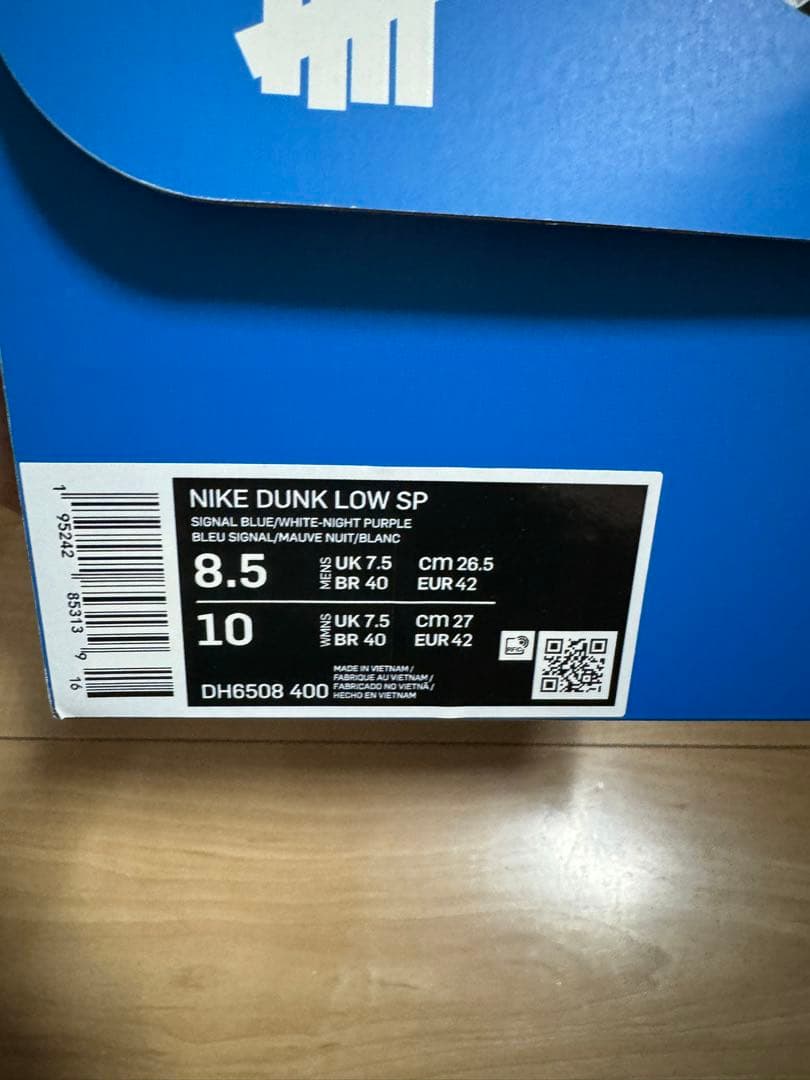 NIKE DUNK LOW SP
SIGNAL BLUE/WHITE-NIGHT PURPLE
BLEU SIGNAL/MAUVE NUIT/BLANC
8.5 MENS UK 7.5 cm 26.5
BR 40 EUR 42
10 WMNS UK 7.5 cm 27
BR 40 EUR 42
DH6508 400
MADE IN VIETNAM /
FABRIQUE AU VIETNAM /
FABRICADO NO VIETNÃ /
HECHO EN VIETNAM
RFID
1 95242 85313 9 16